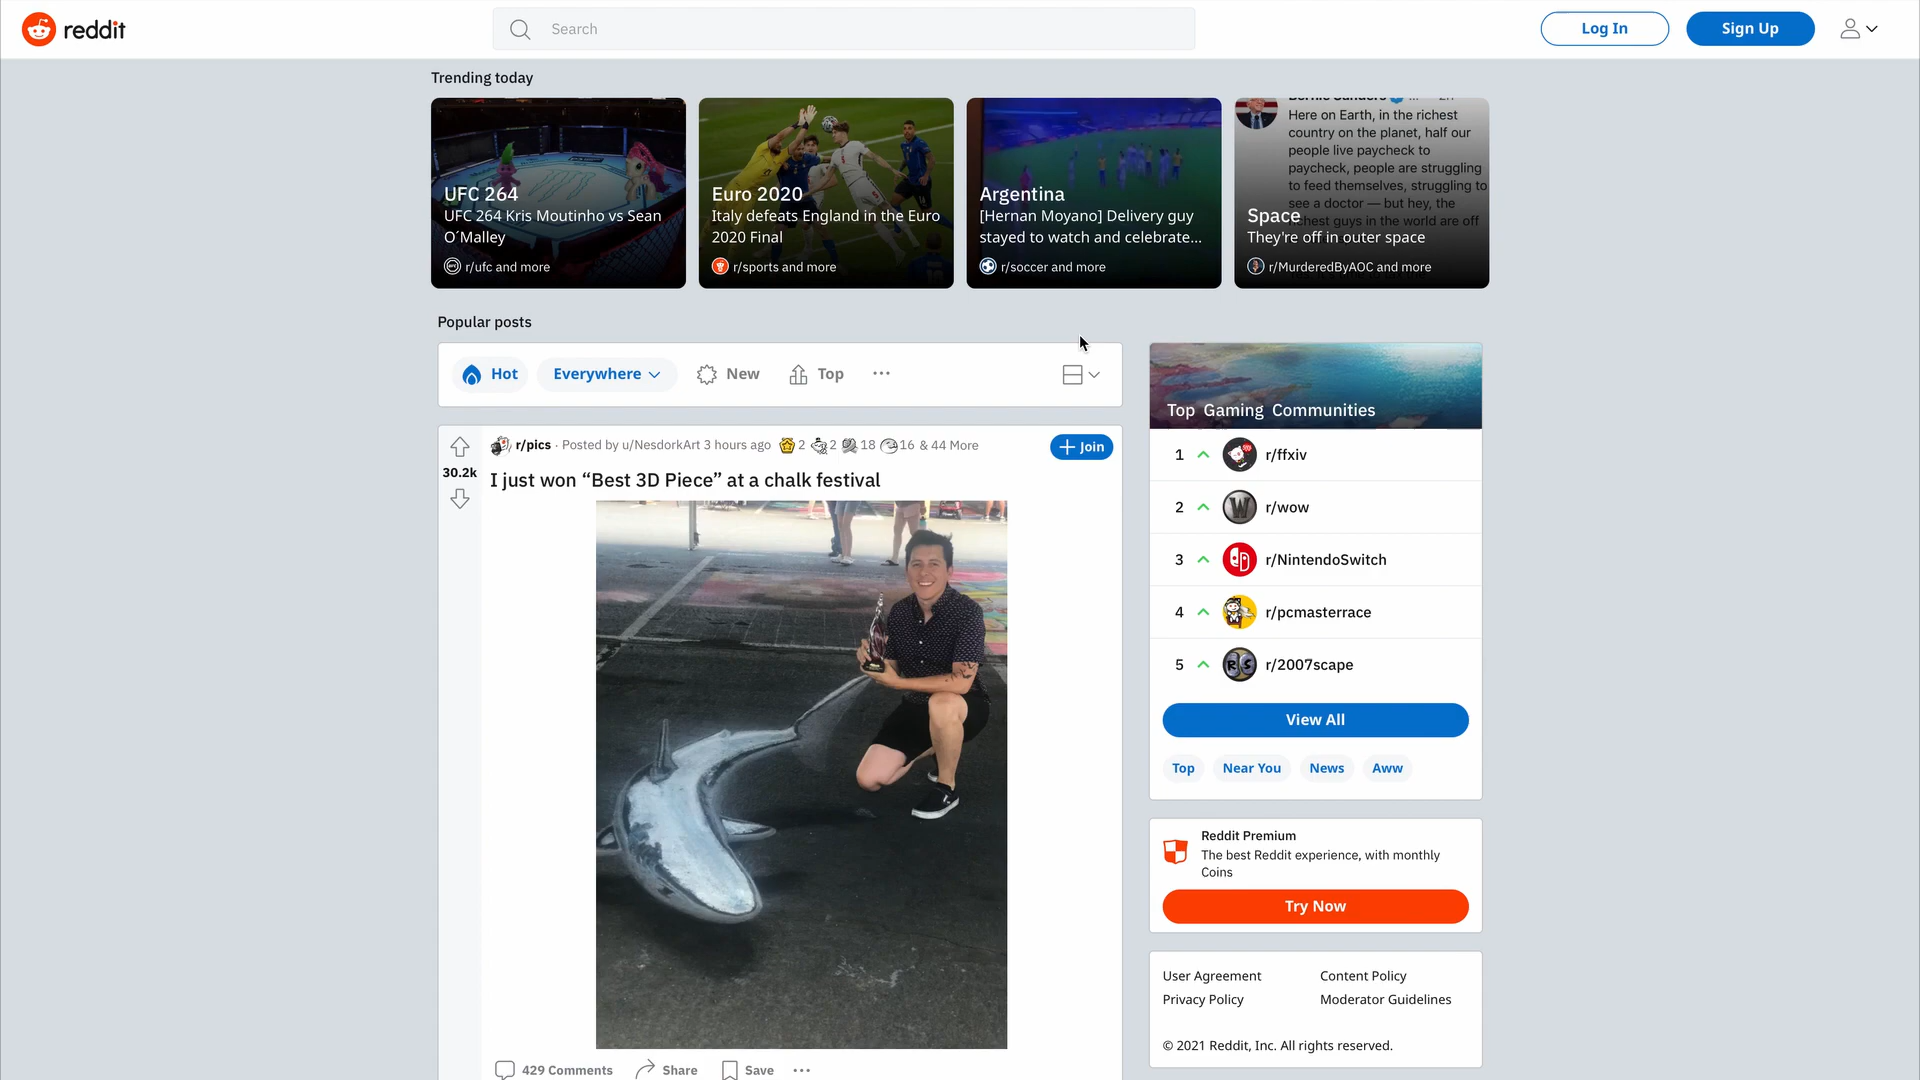 reddit
Search
Log In
Sign Up
Trending today
UFC 264
UFC 264 Kris Moutinho vs Sean
O´Malley
r/ufc and more
Euro 2020
Italy defeats England in the Euro
2020 Final
r/sports and more
Argentina
[Hernan Moyano] Delivery guy
stayed to watch and celebrate...
r/soccer and more
Bernie Sanders
Here on Earth, in the richest
country on the planet, half our
people live paycheck to
paycheck, people are struggling
to feed themselves, struggling to
see a doctor — but hey, the
richest guys in the world are off
Space
They're off in outer space
r/MurderedByAOC and more
Popular posts
Hot
Everywhere
New
Top
...
r/pics · Posted by u/NesdorkArt 3 hours ago 2 2 18 16 & 44 More
Join
30.2k
I just won “Best 3D Piece” at a chalk festival
429 Comments
Share
Save
...
Top Gaming Communities
1 r/ffxiv
2 r/wow
3 r/NintendoSwitch
4 r/pcmasterrace
5 r/2007scape
View All
Top
Near You
News
Aww
Reddit Premium
The best Reddit experience, with monthly
Coins
Try Now
User Agreement
Content Policy
Privacy Policy
Moderator Guidelines
© 2021 Reddit, Inc. All rights reserved.